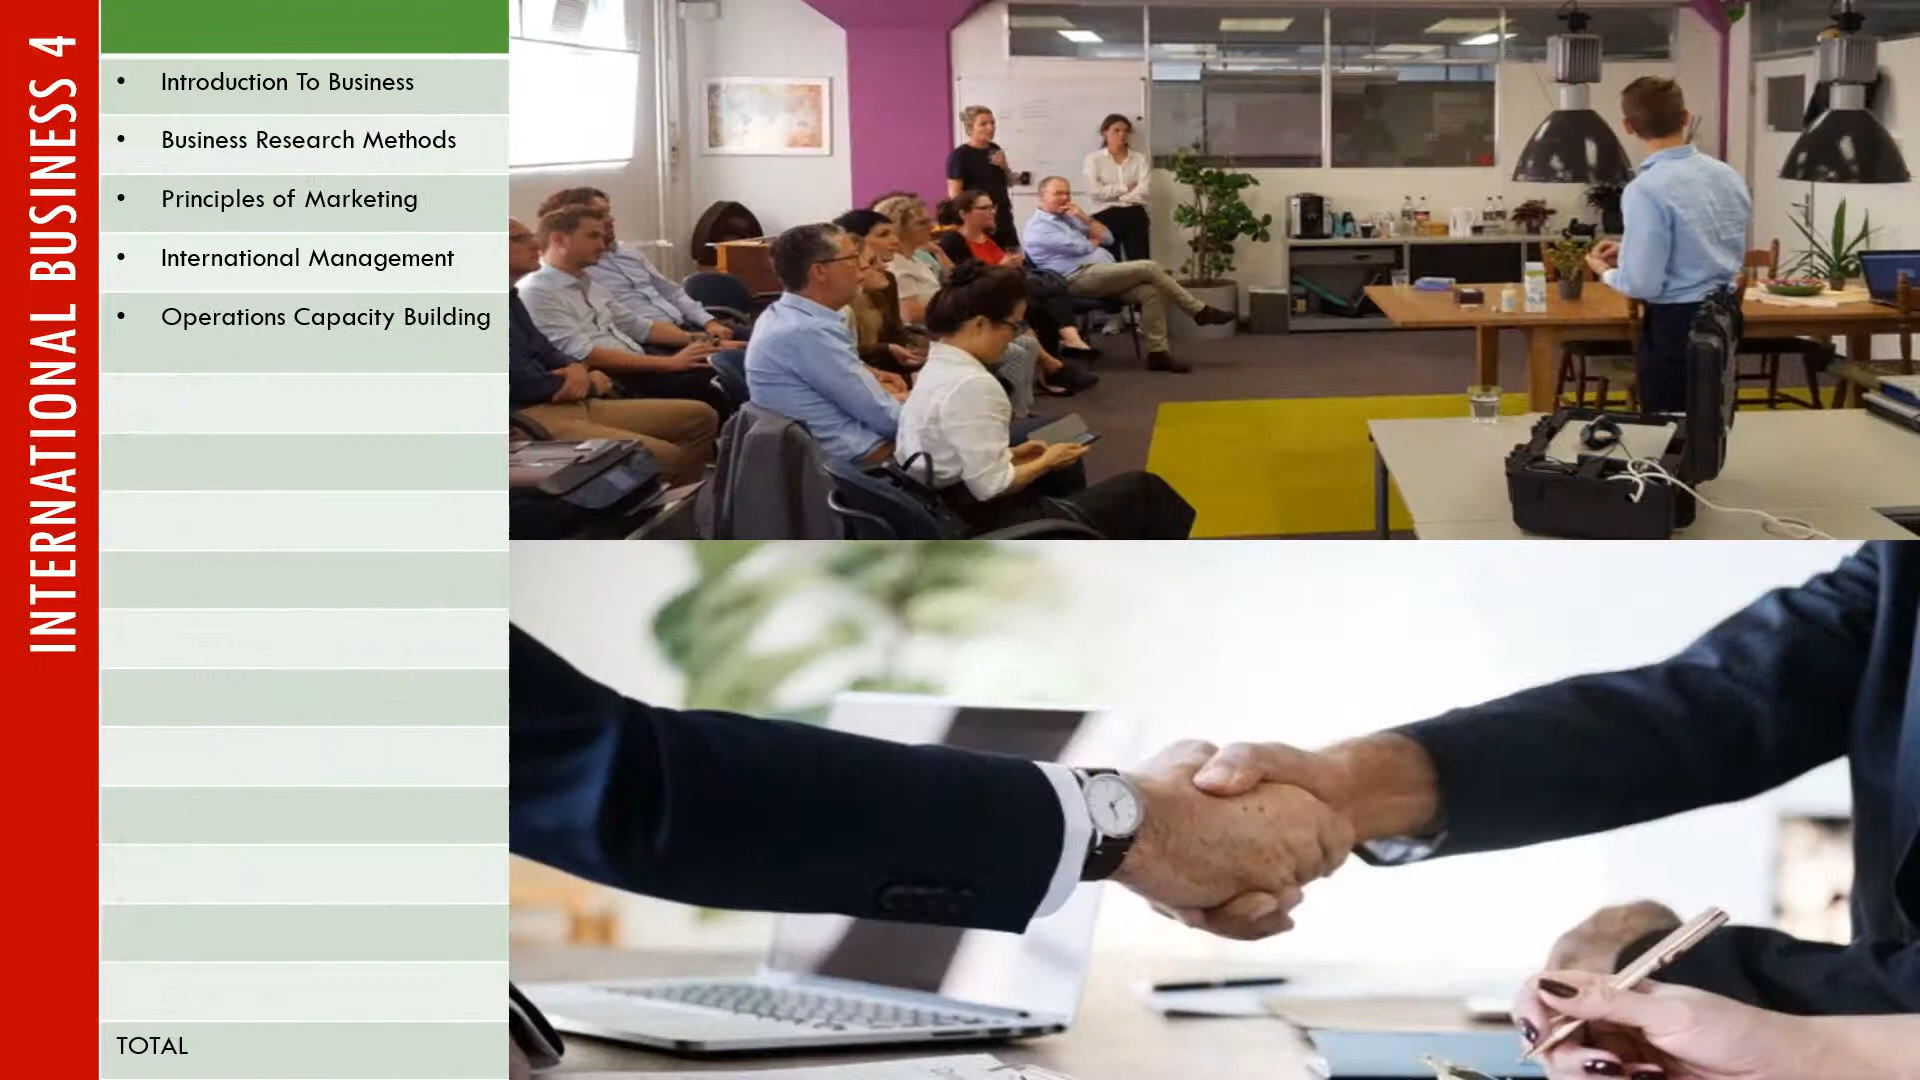 INTERNATIONAL BUSINESS 4
• Introduction To Business
• Business Research Methods
• Principles of Marketing
• International Management
• Operations Capacity Building
TOTAL